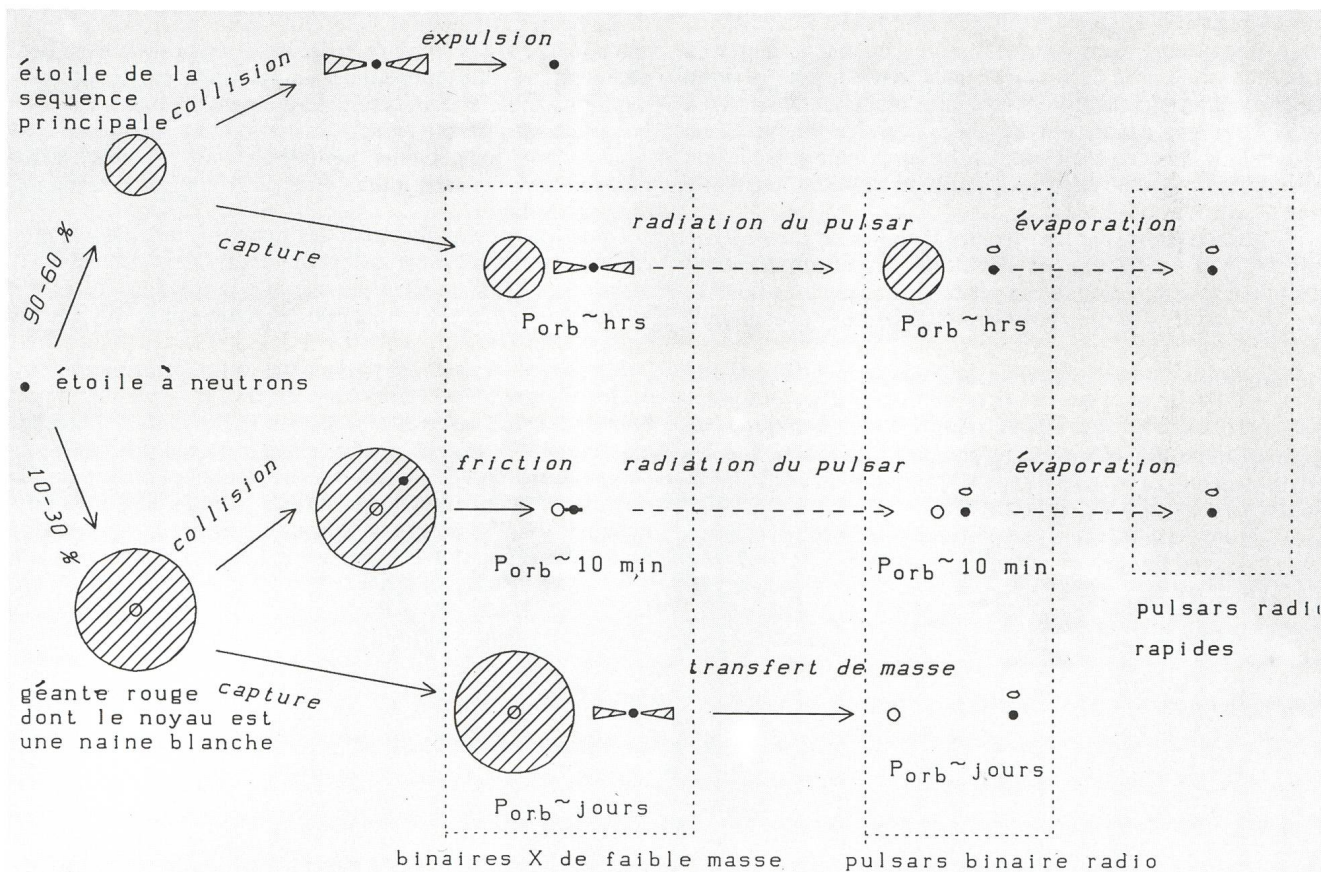 expulsion
étoile de la
sequence
principale
collision
capture
radiation du pulsar
évaporation
90-60 %
Porb~hrs
Porb~hrs
étoile à neutrons
10-30 %
collision
friction
radiation du pulsar
évaporation
Porb~10 min
Porb~10 min
pulsars radi
rapides
géante rouge
dont le noyau est
une naine blanche
capture
transfert de masse
Porb~jours
Porb~jours
binaires X de faible masse
pulsars binaire radio